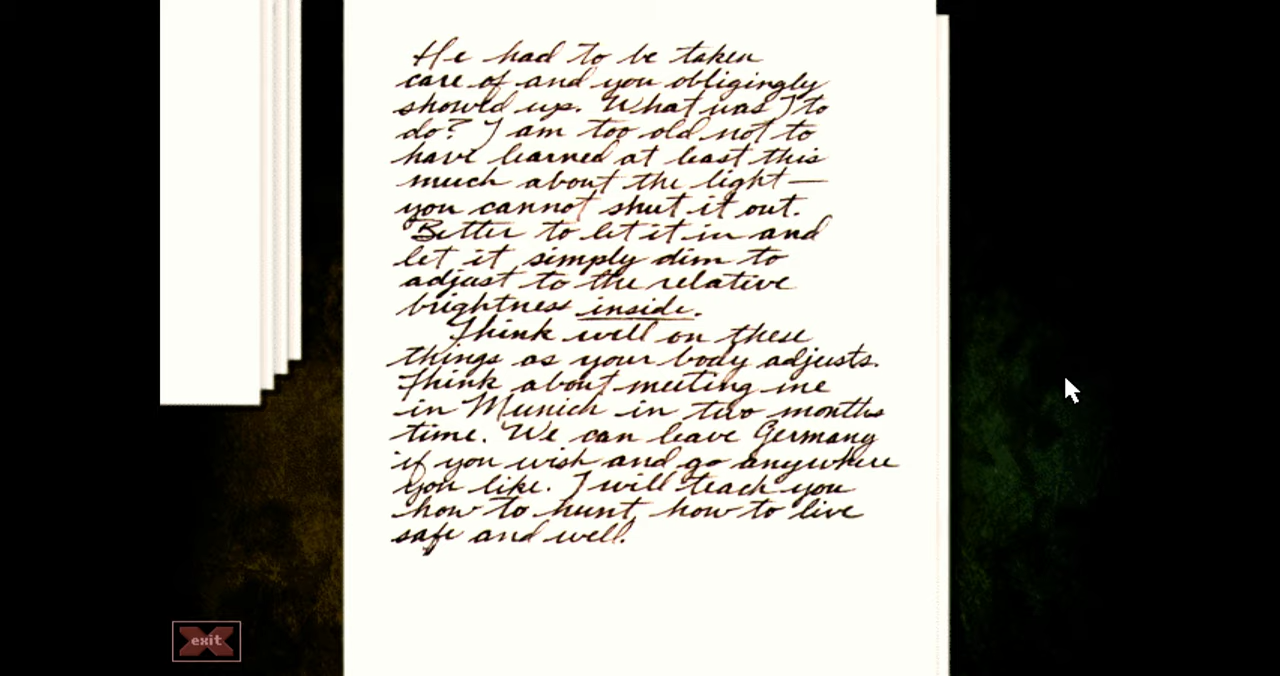 He had to be taken
care of and you obligingly
showed up. What was I to
do? I am too old not to
have learned at least this
much about the light—
you cannot shut it out.
Better to let it in and
let it simply dim to
adjust to the relative
brightness inside.
Think well on these
things as your body adjusts.
Think about meeting me
in Munich in two months
time. We can leave Germany
if you wish and go anywhere
you like. I will teach you
how to hunt, how to live
safe and well.
exit